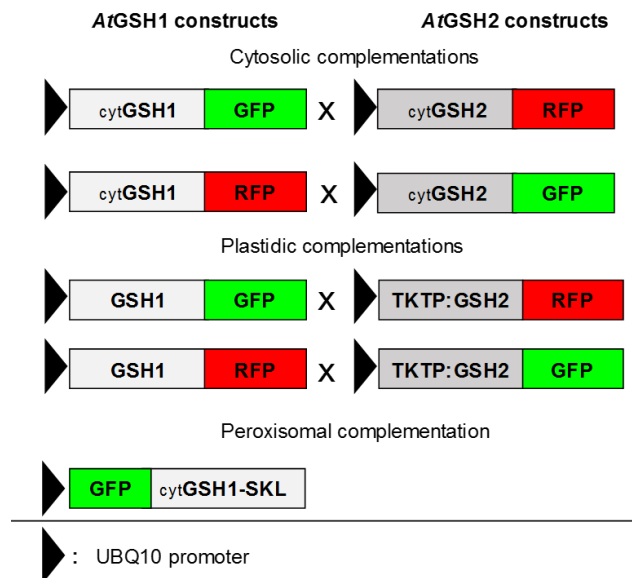 AtGSH1 constructs AtGSH2 constructs
Cytosolic complementations
cytGSH1 GFP X cytGSH2 RFP
cytGSH1 RFP X cytGSH2 GFP
Plastidic complementations
GSH1 GFP X TKTP:GSH2 RFP
GSH1 RFP X TKTP:GSH2 GFP
Peroxisomal complementation
GFP cytGSH1-SKL
: UBQ10 promoter